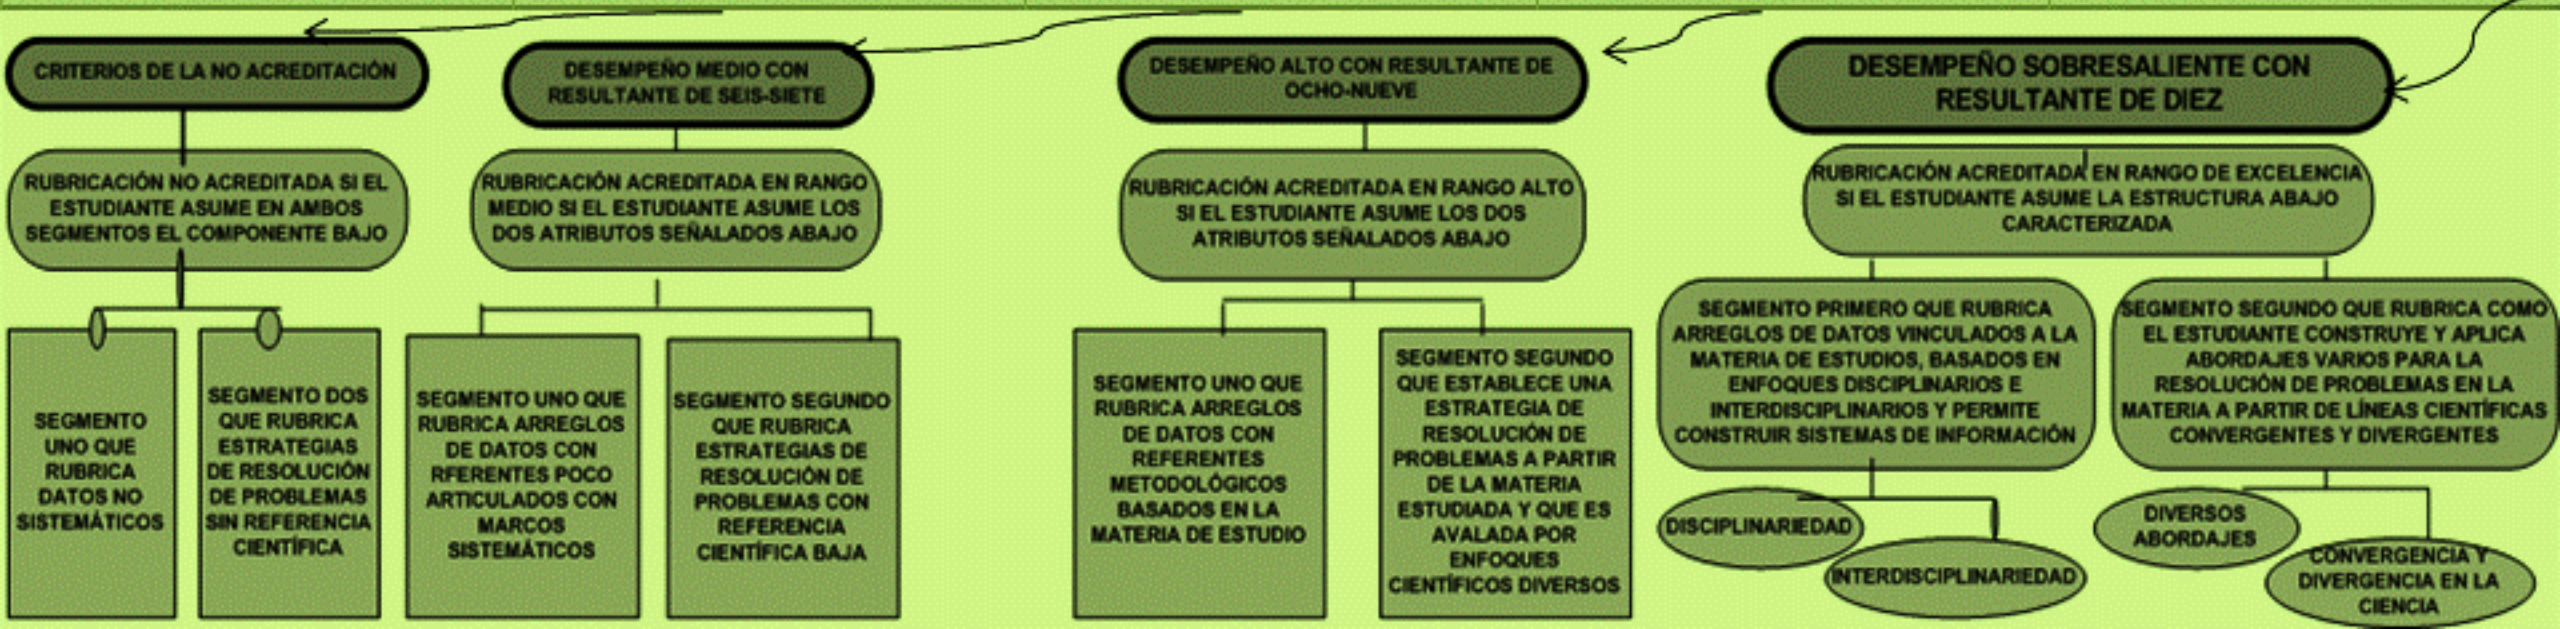 CRITERIOS DE LA NO ACREDITACIÓN
RUBRICACIÓN NO ACREDITADA SI EL
ESTUDIANTE ASUME EN AMBOS
SEGMENTOS EL COMPONENTE BAJO
SEGMENTO
UNO QUE
RUBRICA
DATOS NO
SISTEMÁTICOS
SEGMENTO DOS
QUE RUBRICA
ESTRATEGIAS
DE RESOLUCIÓN
DE PROBLEMAS
SIN REFERENCIA
CIENTÍFICA
DESEMPEÑO MEDIO CON
RESULTANTE DE SEIS-SIETE
RUBRICACIÓN ACREDITADA EN RANGO
MEDIO SI EL ESTUDIANTE ASUME LOS
DOS ATRIBUTOS SEÑALADOS ABAJO
SEGMENTO UNO QUE
RUBRICA ARREGLOS
DE DATOS CON
RFERENTES POCO
ARTICULADOS CON
MARCOS
SISTEMÁTICOS
SEGMENTO SEGUNDO
QUE RUBRICA
ESTRATEGIAS DE
RESOLUCIÓN DE
PROBLEMAS CON
REFERENCIA
CIENTÍFICA BAJA
DESEMPEÑO ALTO CON RESULTANTE DE
OCHO-NUEVE
RUBRICACIÓN ACREDITADA EN RANGO ALTO
SI EL ESTUDIANTE ASUME LOS DOS
ATRIBUTOS SEÑALADOS ABAJO
SEGMENTO UNO QUE
RUBRICA ARREGLOS
DE DATOS CON
REFERENTES
METODOLÓGICOS
BASADOS EN LA
MATERIA DE ESTUDIO
SEGMENTO SEGUNDO
QUE ESTABLECE UNA
ESTRATEGIA DE
RESOLUCIÓN DE
PROBLEMAS A PARTIR
DE LA MATERIA
ESTUDIADA Y QUE ES
AVALADA POR
ENFOQUES
CIENTÍFICOS DIVERSOS
DESEMPEÑO SOBRESALIENTE CON
RESULTANTE DE DIEZ
RUBRICACIÓN ACREDITADA EN RANGO DE EXCELENCIA
SI EL ESTUDIANTE ASUME LA ESTRUCTURA ABAJO
CARACTERIZADA
SEGMENTO PRIMERO QUE RUBRICA
ARREGLOS DE DATOS VINCULADOS A LA
MATERIA DE ESTUDIOS, BASADOS EN
ENFOQUES DISCIPLINARIOS E
INTERDISCIPLINARIOS Y PERMITE
CONSTRUIR SISTEMAS DE INFORMACIÓN
DISCIPLINARIEDAD
INTERDISCIPLINARIEDAD
SEGMENTO SEGUNDO QUE RUBRICA COMO
EL ESTUDIANTE CONSTRUYE Y APLICA
ABORDAJES VARIOS PARA LA
RESOLUCIÓN DE PROBLEMAS EN LA
MATERIA A PARTIR DE LÍNEAS CIENTÍFICAS
CONVERGENTES Y DIVERGENTES
DIVERSOS
ABORDAJES
CONVERGENCIA Y
DIVERGENCIA EN LA
CIENCIA